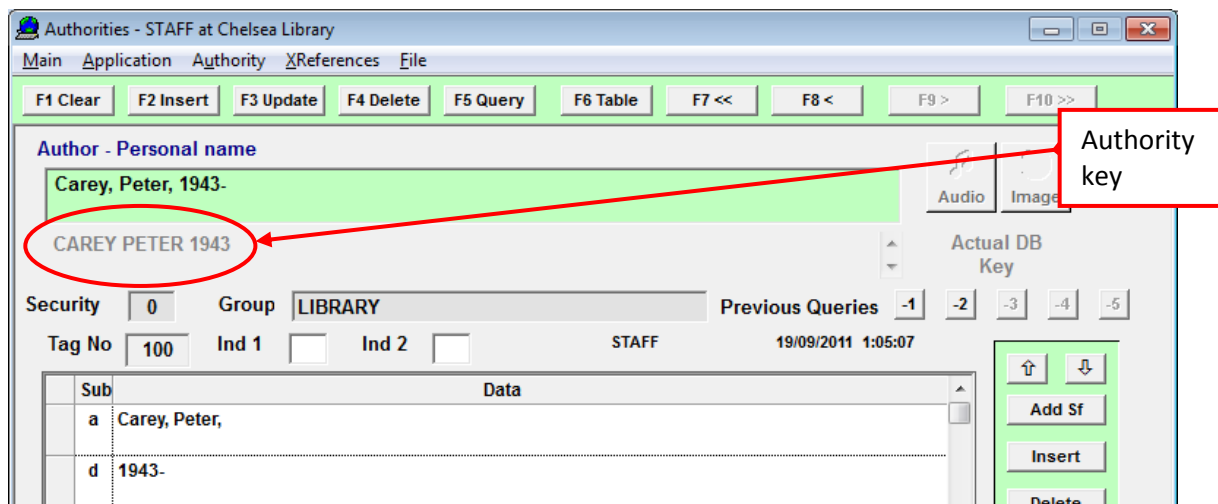 Authorities - STAFF at Chelsea Library
Main Application Authority XReferences File
F1 Clear F2 Insert F3 Update F4 Delete F5 Query F6 Table F7 << F8 < F9 > F10 >>
Authority
key
Author - Personal name
Carey, Peter, 1943-
Audio Image
CAREY PETER 1943
Actual DB
Key
Security 0 Group LIBRARY Previous Queries -1 -2 -3 -4 -5
Tag No 100 Ind 1 Ind 2 STAFF 19/09/2011 1:05:07
Sub Data
a Carey, Peter,
Add Sf
d 1943-
Insert
Delete